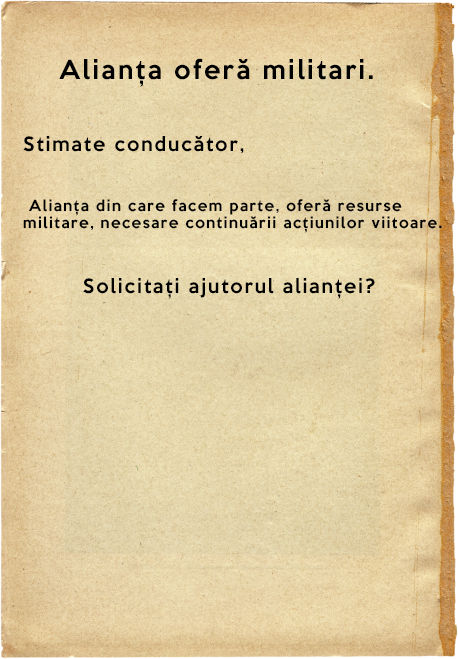 Alianța oferă militari.
Stimate conducător,
Alianța din care facem parte, oferă resurse
militare, necesare continuării acțiunilor viitoare.
Solicitați ajutorul alianței?